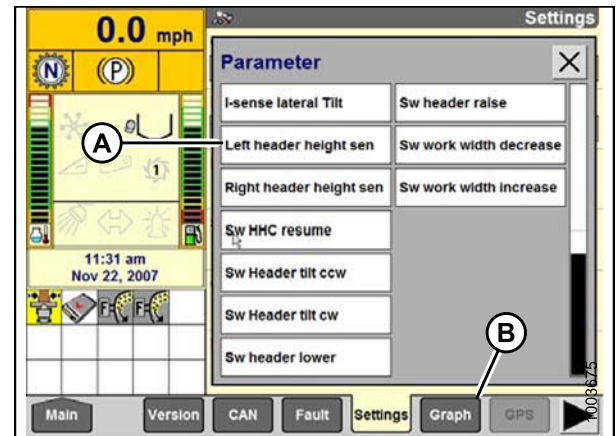 0.0 mph
Settings
N
(P)
Parameter
I-sense lateral Tilt
Sw header raise
A
Left header height sen
Sw work width decrease
1
Right header height sen
Sw work width increase
Sw HHC resume
11:31 am
Nov 22, 2007
Sw Header tilt ccw
F
F
Sw Header tilt cw
B
Sw header lower
1003675
Main
Version
CAN
Fault
Settings
Graph
GPS